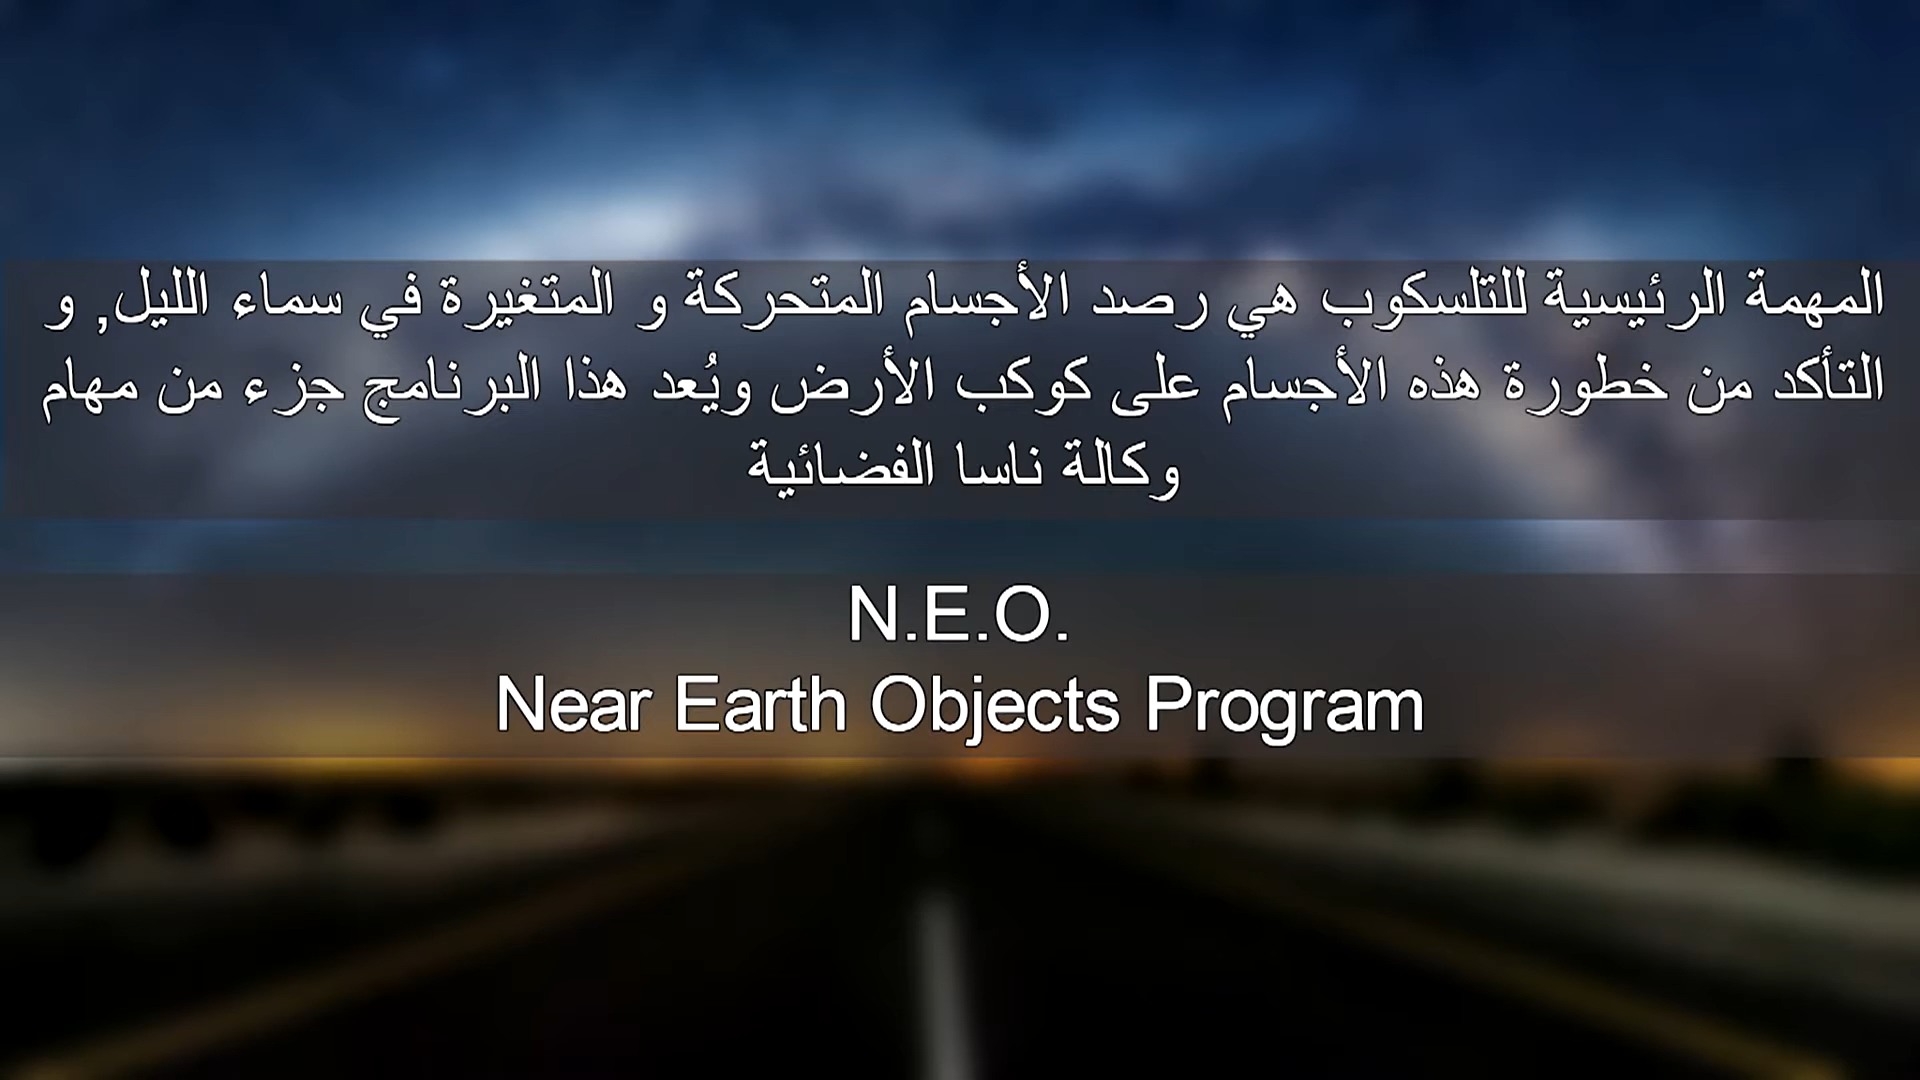 المهمة الرئيسية للتلسكوب هي رصد الأجسام المتحركة و المتغيرة في سماء الليل, و
التأكد من خطورة هذه الأجسام على كوكب الأرض ويُعد هذا البرنامج جزء من مهام
وكالة ناسا الفضائية
N.E.O.
Near Earth Objects Program